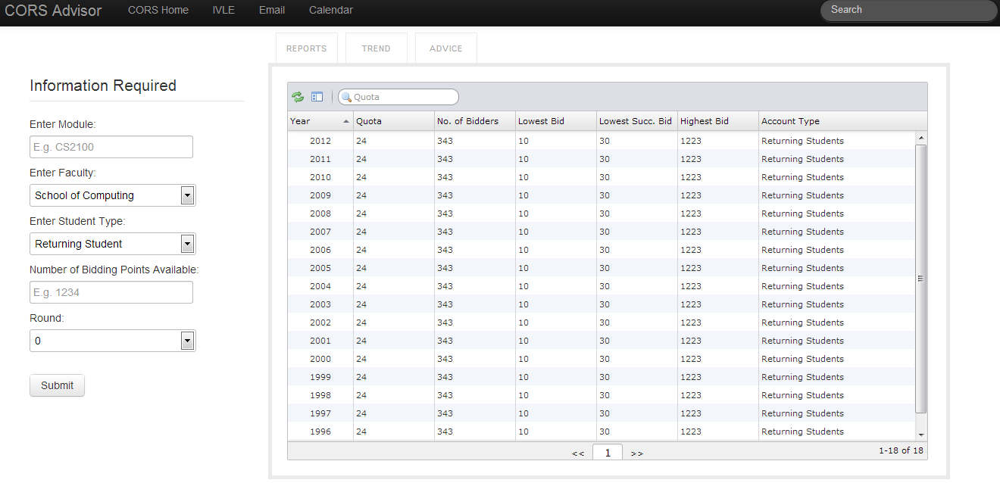 CORS Advisor CORS Home IVLE Email Calendar Search
REPORTS TREND ADVICE
Information Required
Enter Module:
E.g. CS2100
Enter Faculty:
School of Computing
Enter Student Type:
Returning Student
Number of Bidding Points Available:
E.g. 1234
Round:
0
Submit
Quota
Year Quota No. of Bidders Lowest Bid Lowest Succ. Bid Highest Bid Account Type
2012 24 343 10 30 1223 Returning Students
2011 24 343 10 30 1223 Returning Students
2010 24 343 10 30 1223 Returning Students
2009 24 343 10 30 1223 Returning Students
2008 24 343 10 30 1223 Returning Students
2007 24 343 10 30 1223 Returning Students
2006 24 343 10 30 1223 Returning Students
2005 24 343 10 30 1223 Returning Students
2004 24 343 10 30 1223 Returning Students
2003 24 343 10 30 1223 Returning Students
2002 24 343 10 30 1223 Returning Students
2001 24 343 10 30 1223 Returning Students
2000 24 343 10 30 1223 Returning Students
1999 24 343 10 30 1223 Returning Students
1998 24 343 10 30 1223 Returning Students
1997 24 343 10 30 1223 Returning Students
1996 24 343 10 30 1223 Returning Students
<< 1 >> 1-18 of 18